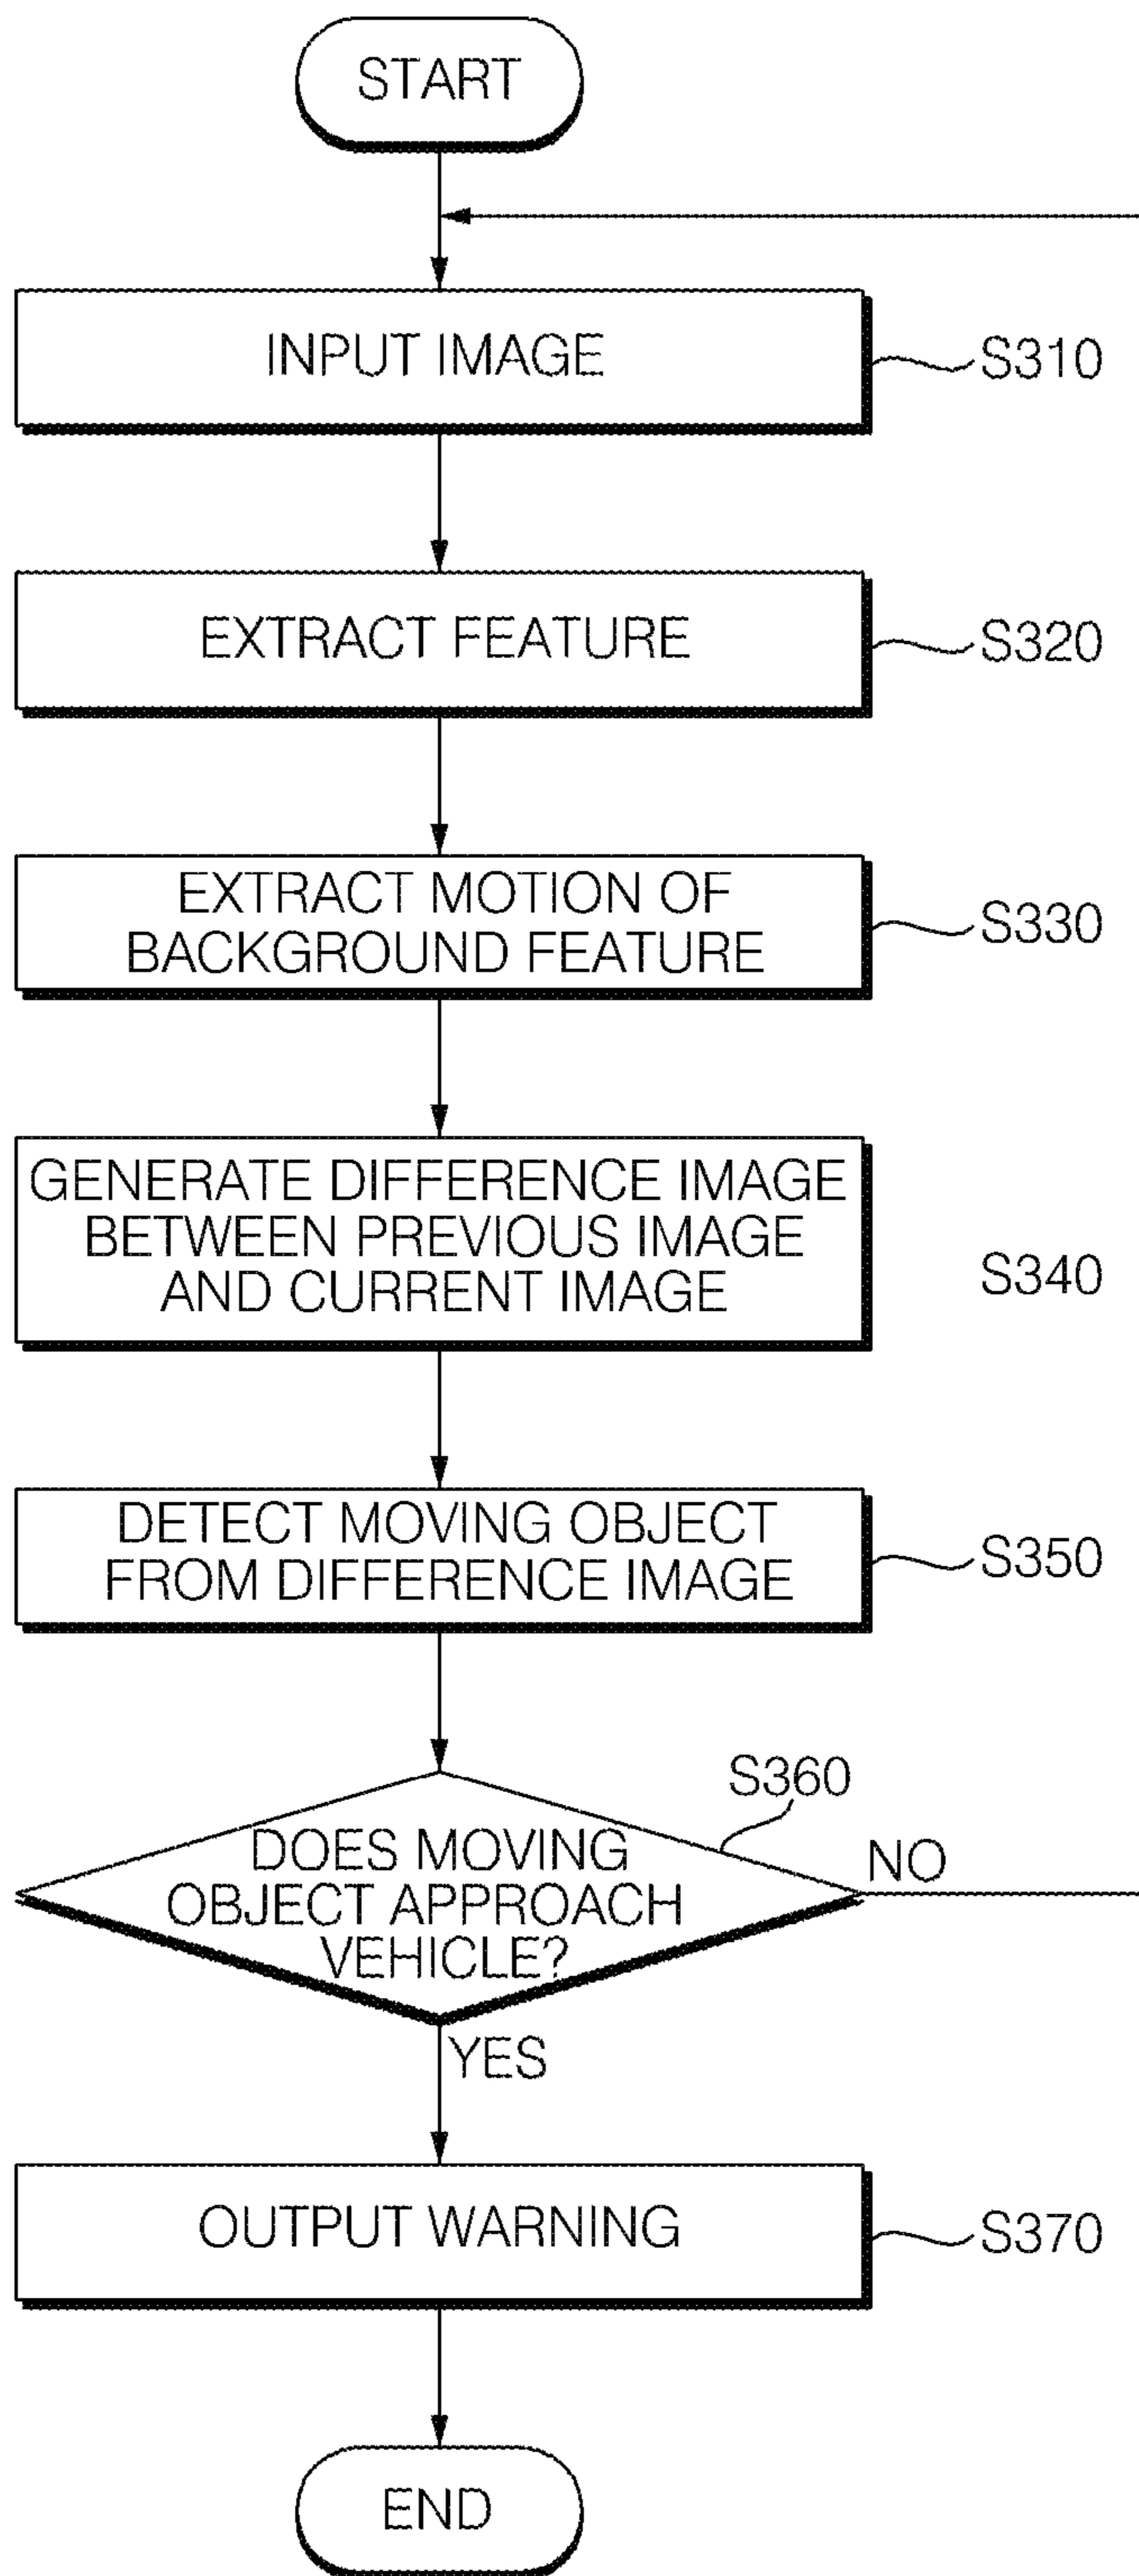 START
INPUT IMAGE
S310
EXTRACT FEATURE
S320
EXTRACT MOTION OF
BACKGROUND FEATURE
S330
GENERATE DIFFERENCE IMAGE
BETWEEN PREVIOUS IMAGE
AND CURRENT IMAGE
S340
DETECT MOVING OBJECT
FROM DIFFERENCE IMAGE
S350
S360
DOES MOVING
OBJECT APPROACH
VEHICLE?
NO
YES
OUTPUT WARNING
S370
END